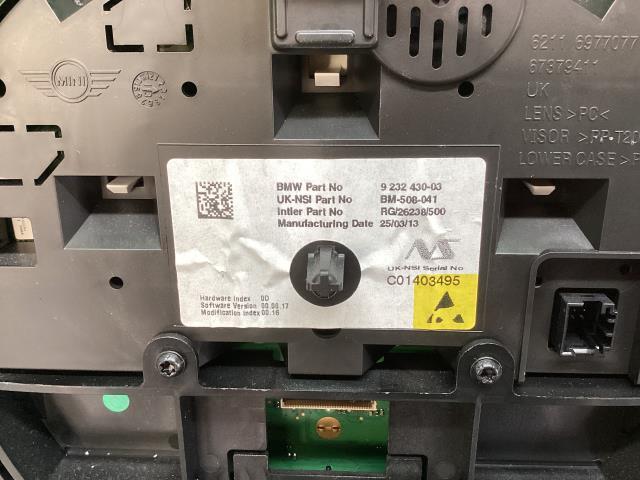 MINI
6211 6977077
67379411
UK
LENS >PC<
VISOR >PP-T20
LOWER CASE >P
BMW Part No 9 232 430-03
UK-NSI Part No BM-508-041
Intier Part No RG/26238/500
Manufacturing Date 25/03/13
UK-NSI Serial No
C01403495
Hardware Index 0D
Software Version 00.08.17
Modification Index 00.16